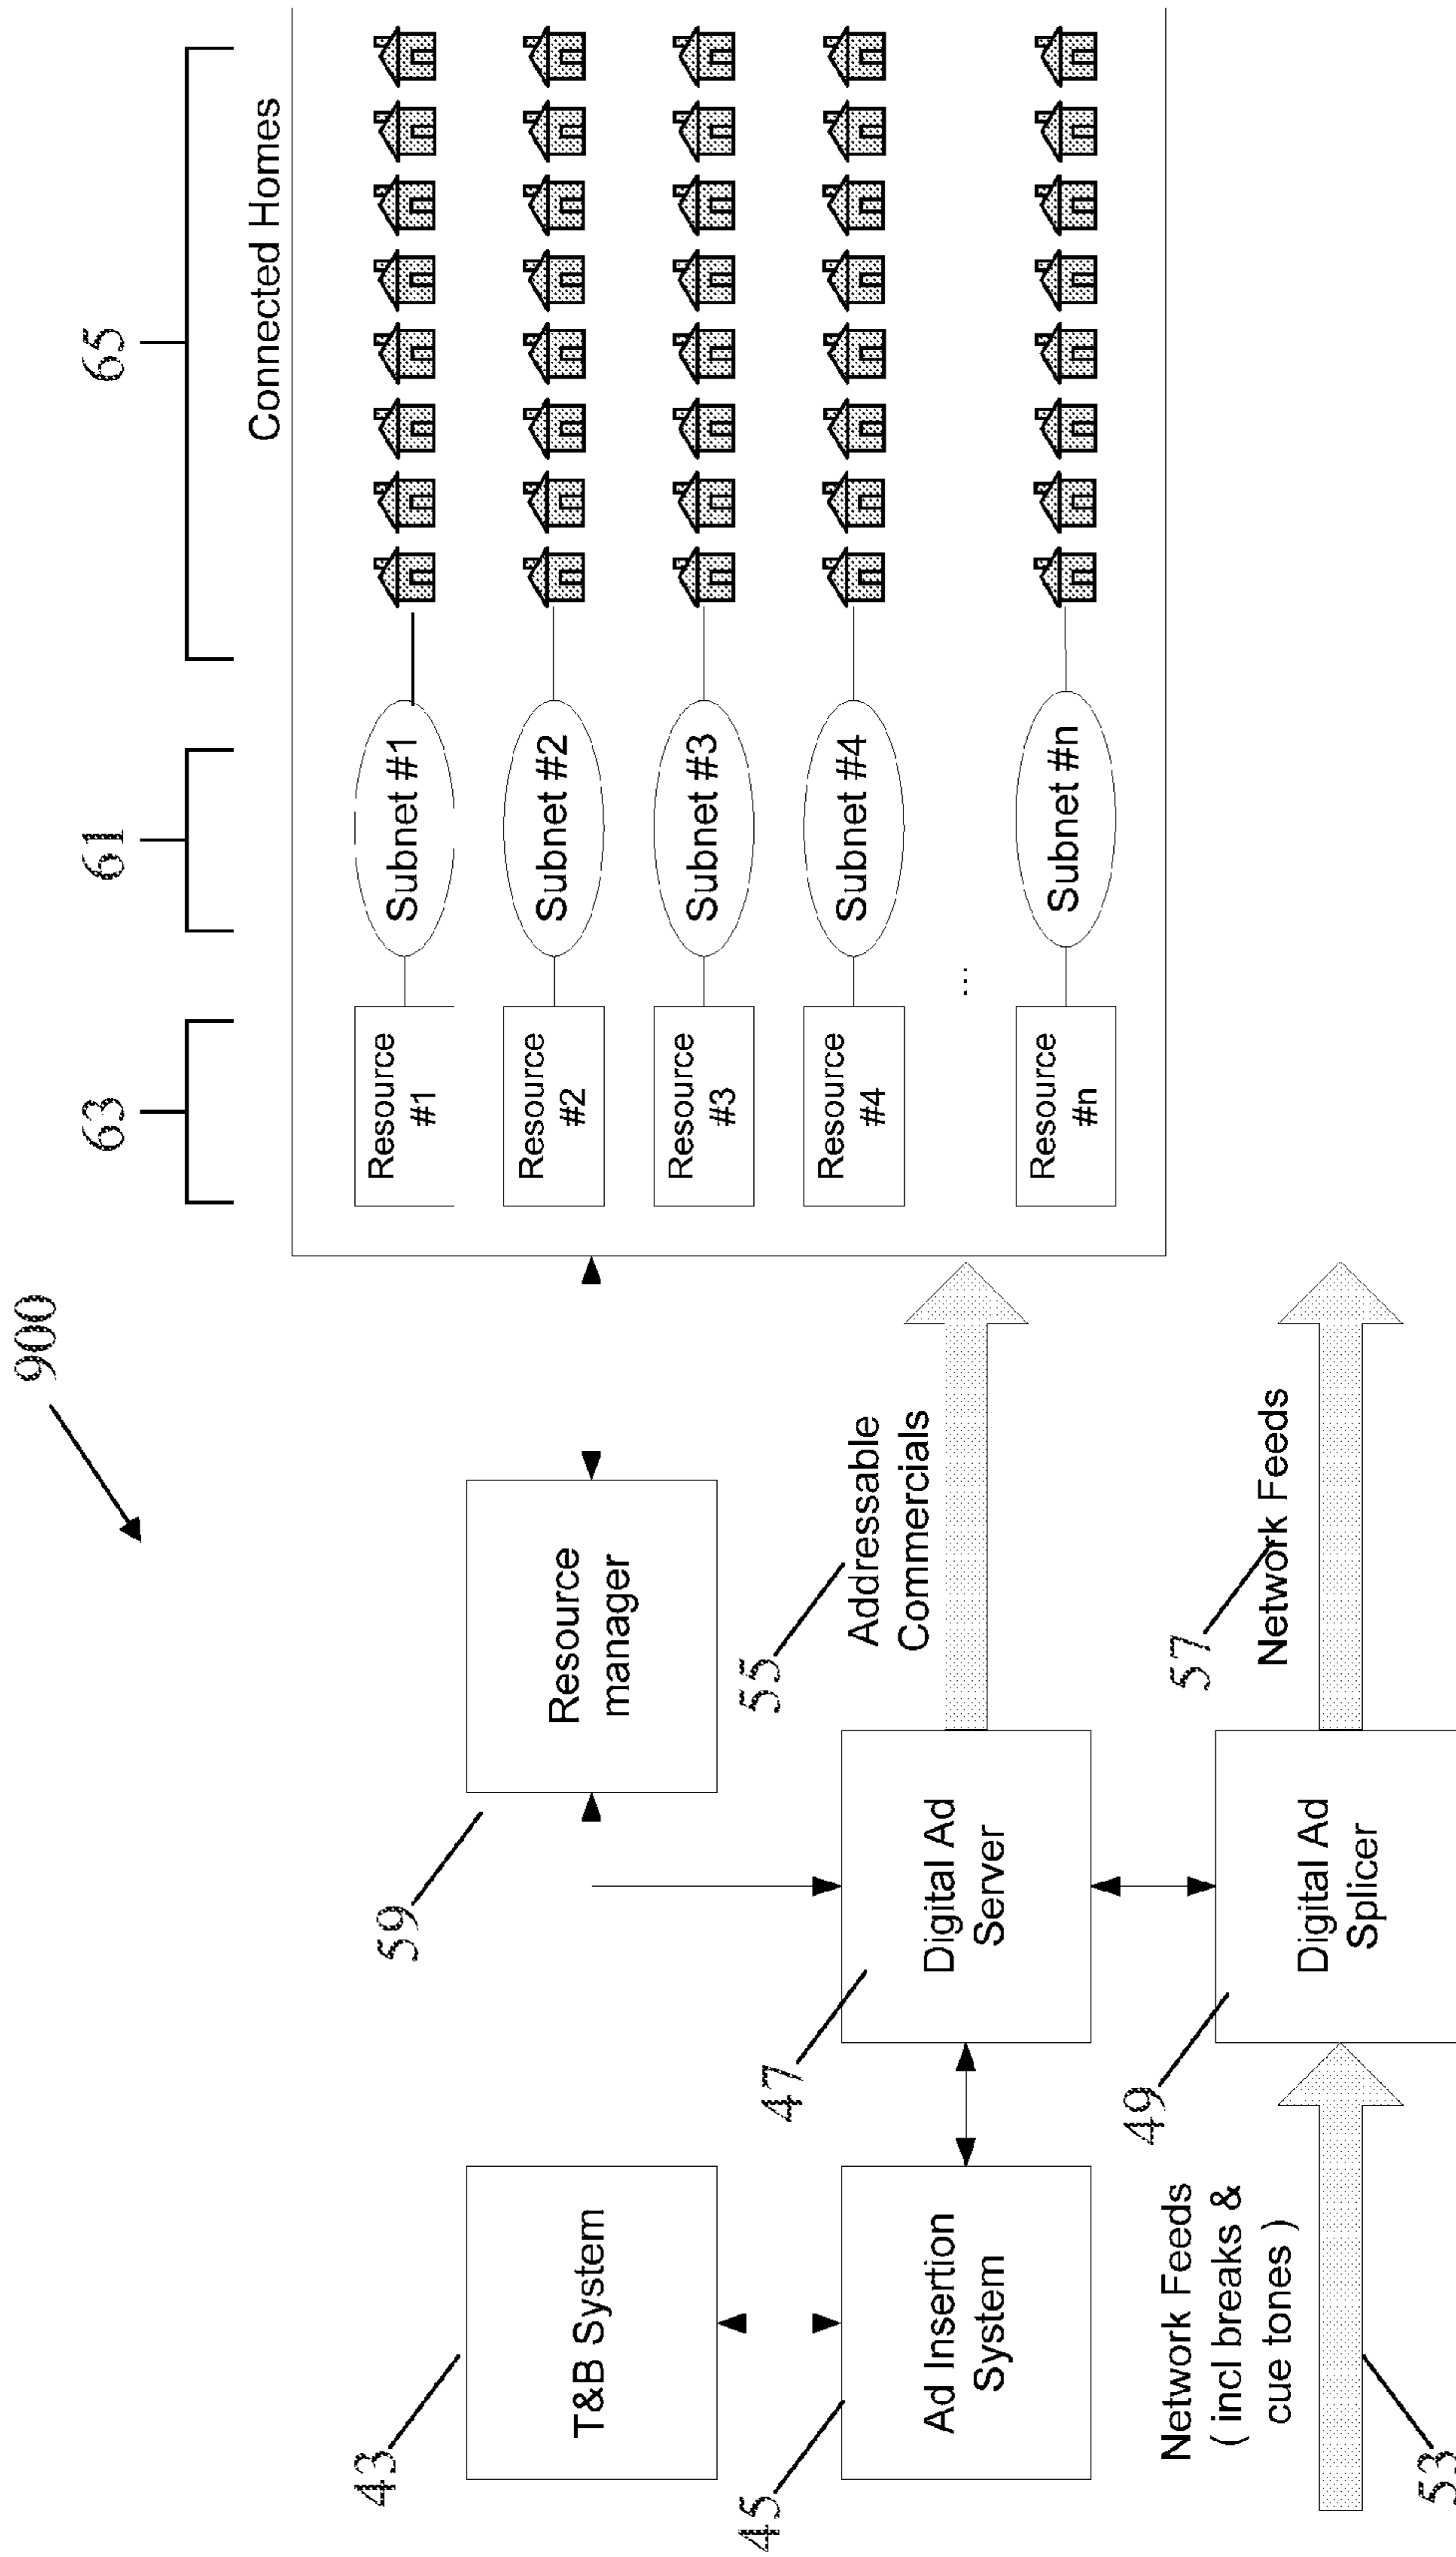 900
63
61
65
Connected Homes
Resource
#1
Subnet #1
Resource
#2
Subnet #2
Resource
#3
Subnet #3
Resource
#4
Subnet #4
...
Resource
#n
Subnet #n
43
T&B System
59
Resource
manager
45
Ad Insertion
System
47
Digital Ad
Server
55
Addressable
Commercials
53
Network Feeds
( incl breaks &
cue tones )
49
Digital Ad
Splicer
57
Network Feeds